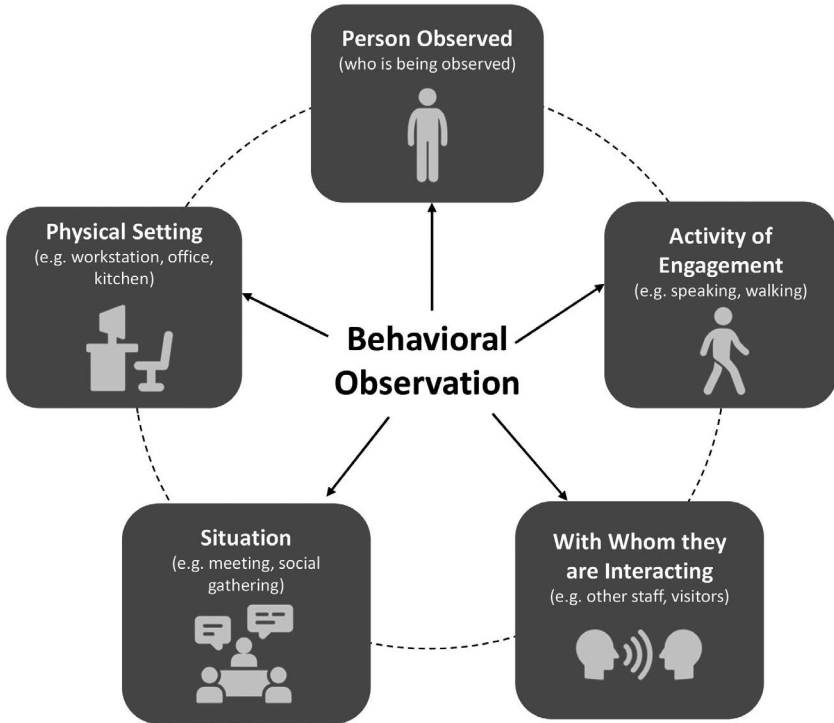 Person Observed
(who is being observed)
Physical Setting
(e.g. workstation, office,
kitchen)
Activity of
Engagement
(e.g. speaking, walking)
Behavioral
Observation
Situation
(e.g. meeting, social
gathering)
With Whom they
are Interacting
(e.g. other staff, visitors)